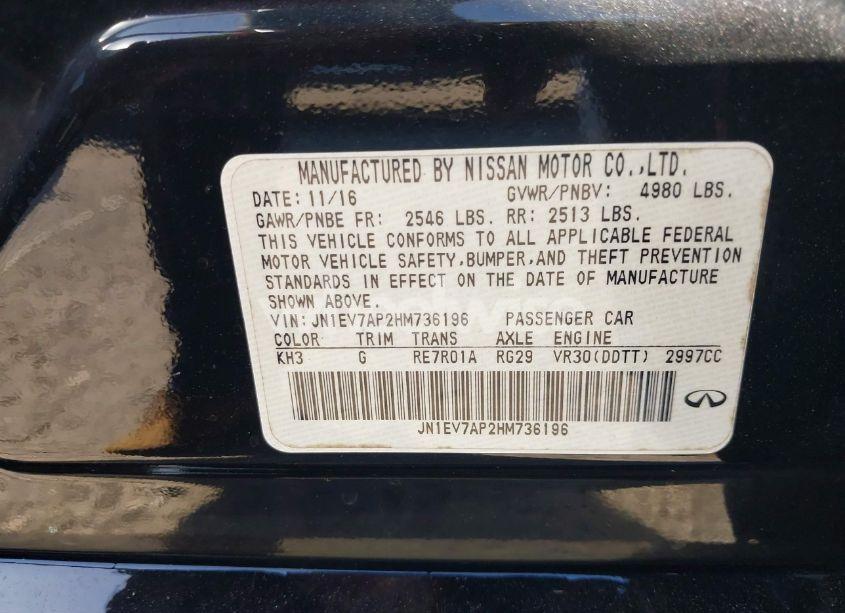 MANUFACTURED BY NISSAN MOTOR CO.,LTD.
DATE: 11/16 GVWR/PNBV: 4980 LBS.
GAWR/PNBE FR: 2546 LBS. RR: 2513 LBS.
THIS VEHICLE CONFORMS TO ALL APPLICABLE FEDERAL
MOTOR VEHICLE SAFETY,BUMPER,AND THEFT PREVENTION
STANDARDS IN EFFECT ON THE DATE OF MANUFACTURE
SHOWN ABOVE.
VIN:JN1EV7AP2HM736196 PASSENGER CAR
COLOR TRIM TRANS AXLE ENGINE
KH3 G RE7R01A RG29 VR30(DDTT) 2997CC
JN1EV7AP2HM736196